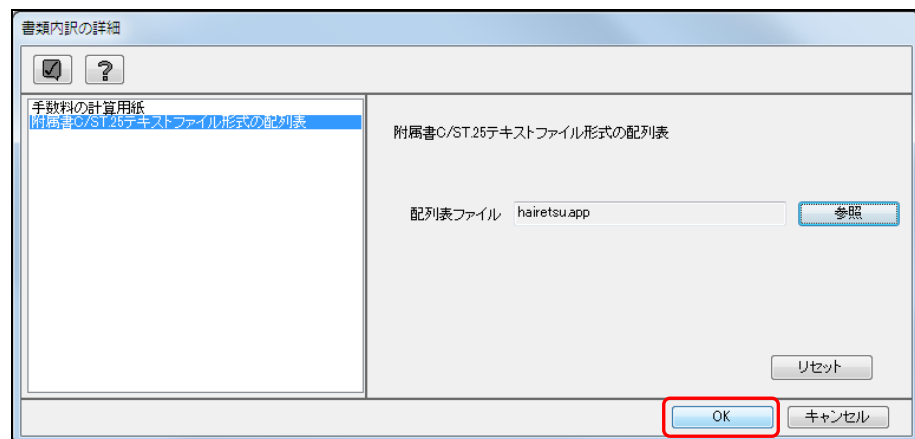 書類内訳の詳細
手数料の計算用紙
附属書C/ST.25テキストファイル形式の配列表
附属書C/ST.25テキストファイル形式の配列表
配列表ファイル hairetsu.app 参照
リセット
OK キャンセル